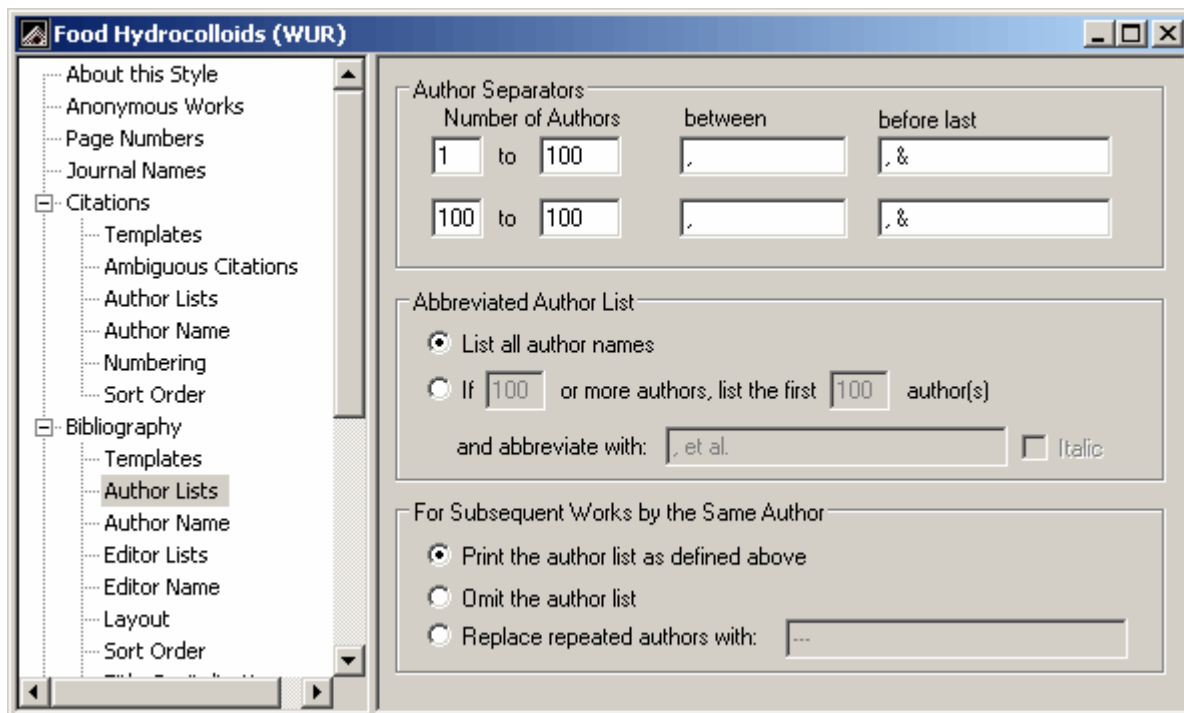 Food Hydrocolloids (WUR)
About this Style
Anonymous Works
Page Numbers
Journal Names
Citations
Templates
Ambiguous Citations
Author Lists
Author Name
Numbering
Sort Order
Bibliography
Templates
Author Lists
Author Name
Editor Lists
Editor Name
Layout
Sort Order
Author Separators
Number of Authors between before last
1 to 100 , , &
100 to 100 , , &
Abbreviated Author List
List all author names
If 100 or more authors, list the first 100 author(s)
and abbreviate with: , et al. Italic
For Subsequent Works by the Same Author
Print the author list as defined above
Omit the author list
Replace repeated authors with: ---